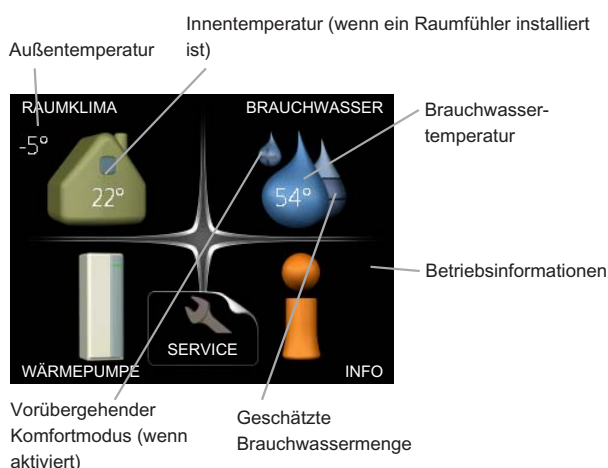 Innentemperatur (wenn ein Raumfühler installiert
ist)
Außentemperatur
RAUMKLIMA
BRAUCHWASSER
-5°
22°
54°
Brauchwasser-
temperatur
Betriebsinformationen
SERVICE
WÄRMEPUMPE
INFO
Vorübergehender
Komfortmodus (wenn
aktiviert)
Geschätzte
Brauchwassermenge